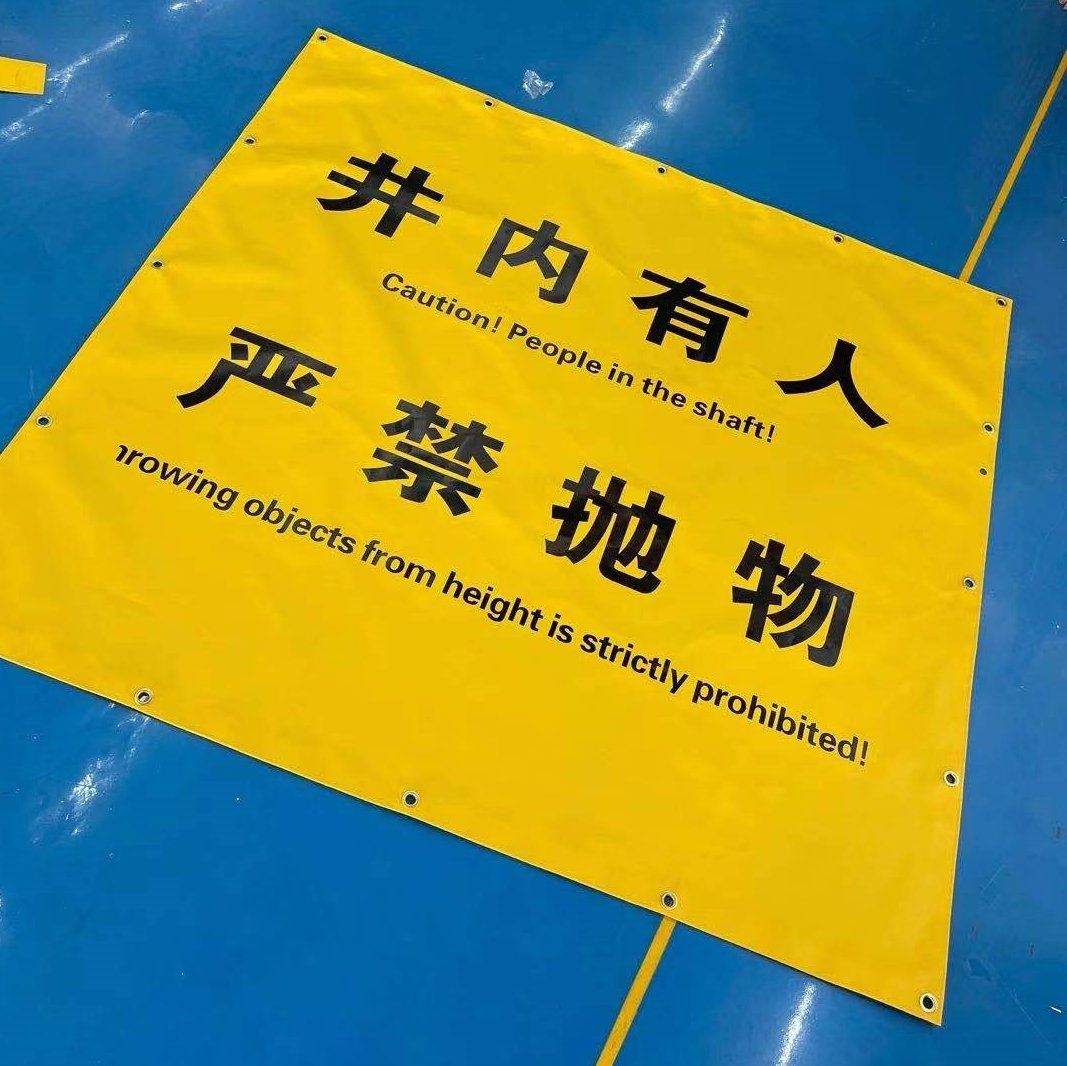 井内有人
Caution! People in the shaft!
严禁抛物
hrowing objects from height is strictly prohibited!